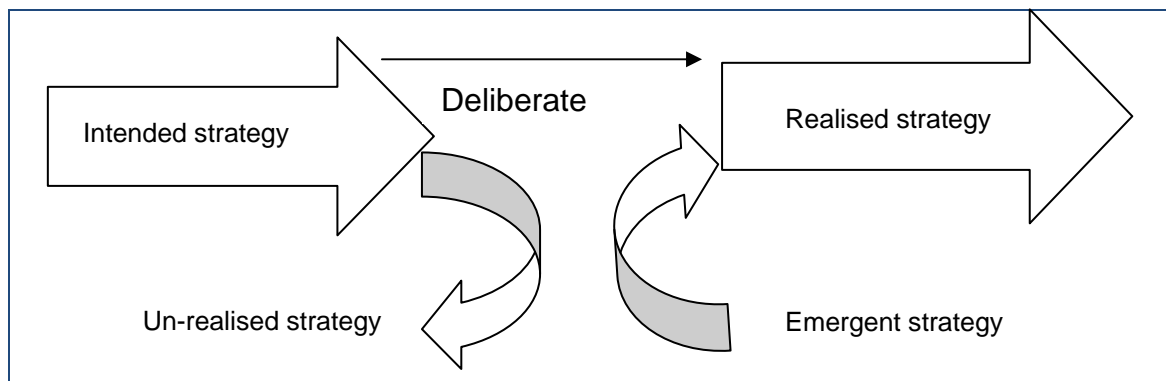 Deliberate
Intended strategy
Realised strategy
Un-realised strategy
Emergent strategy